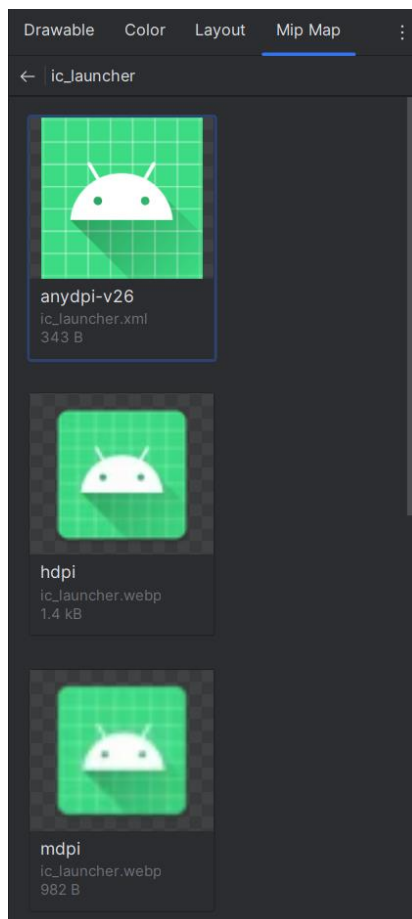 Drawable Color Layout Mip Map
ic_launcher
anydpi-v26
ic_launcher.xml
343 B
hdpi
ic_launcher.webp
1.4 kB
mdpi
ic_launcher.webp
982 B